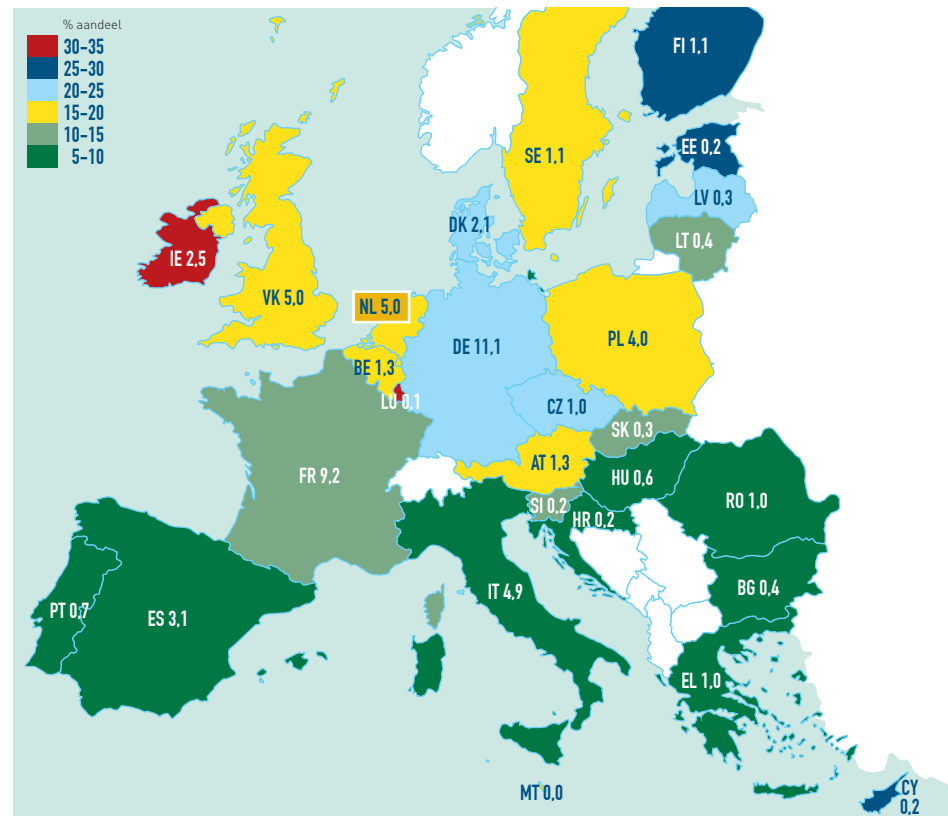 % aandeel
30–35
25–30
20–25
15–20
10–15
5–10
FI 1,1
SE 1,1
EE 0,2
LV 0,3
DK 2,1
LT 0,4
IE 2,5
VK 5,0
NL 5,0
DE 11,1
PL 4,0
BE 1,3
LU 0,1
CZ 1,0
SK 0,3
AT 1,3
FR 9,2
HU 0,6
RO 1,0
SI 0,2
HR 0,2
IT 4,9
BG 0,4
PT 0,7
ES 3,1
EL 1,0
MT 0,0
CY
0,2